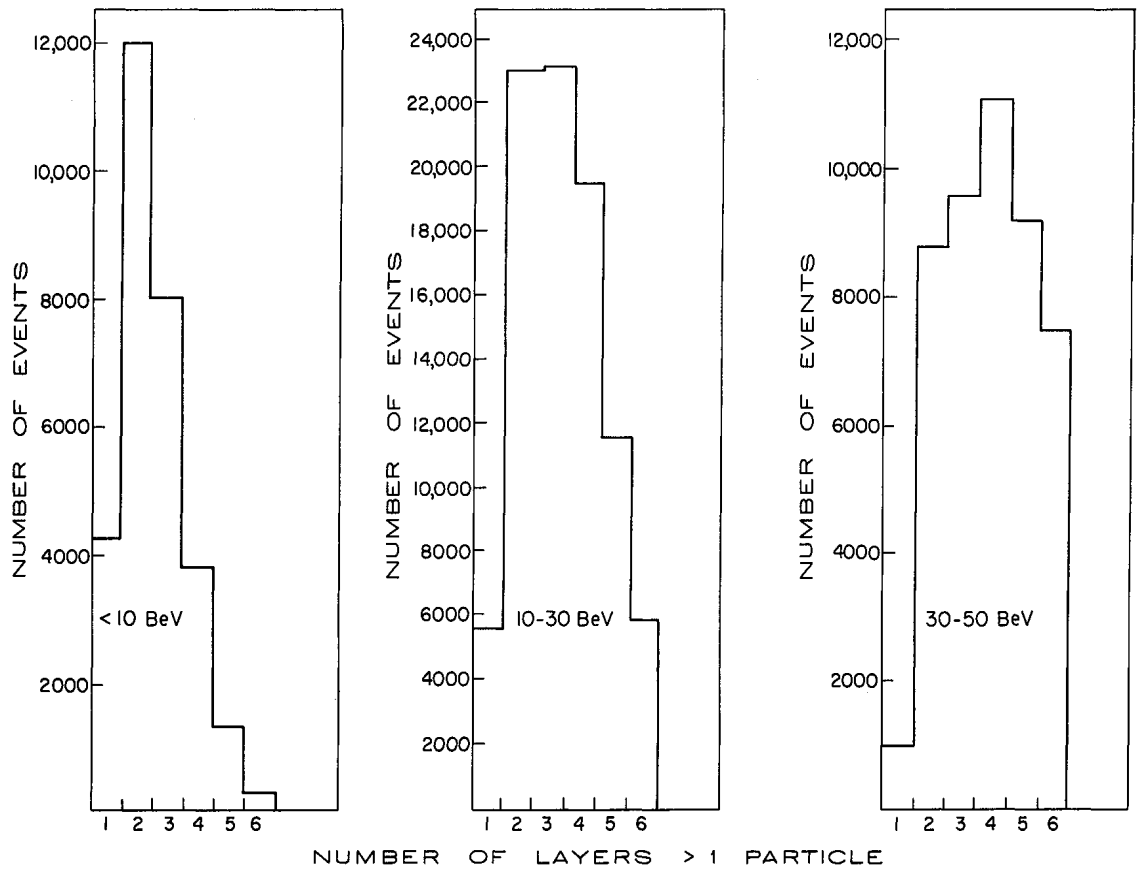 12,000
10,000
8000
6000
4000
2000
NUMBER OF EVENTS
<10 BeV
1 2 3 4 5 6
24,000
22,000
20,000
18,000
16,000
14,000
12,000
10,000
8000
6000
4000
2000
NUMBER OF EVENTS
10-30 BeV
1 2 3 4 5 6
12,000
10,000
8000
6000
4000
2000
NUMBER OF EVENTS
30-50 BeV
1 2 3 4 5 6
NUMBER OF LAYERS >1 PARTICLE